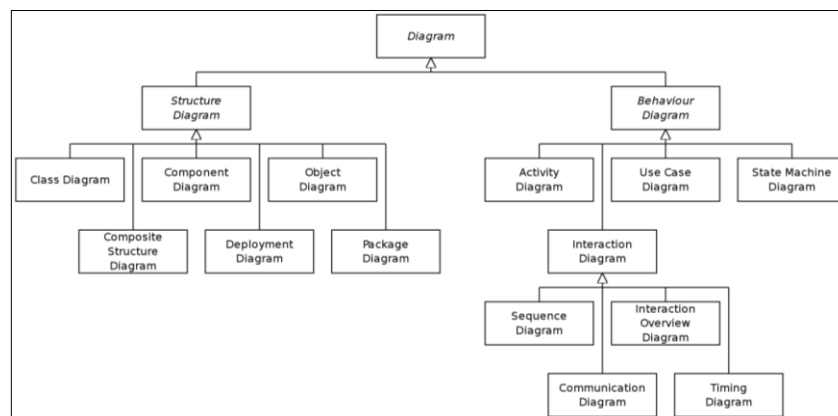 Diagram
Structure
Diagram
Behaviour
Diagram
Class Diagram
Component
Diagram
Object
Diagram
Activity
Diagram
Use Case
Diagram
State Machine
Diagram
Composite
Structure
Diagram
Deployment
Diagram
Package
Diagram
Interaction
Diagram
Sequence
Diagram
Interaction
Overview
Diagram
Communication
Diagram
Timing
Diagram